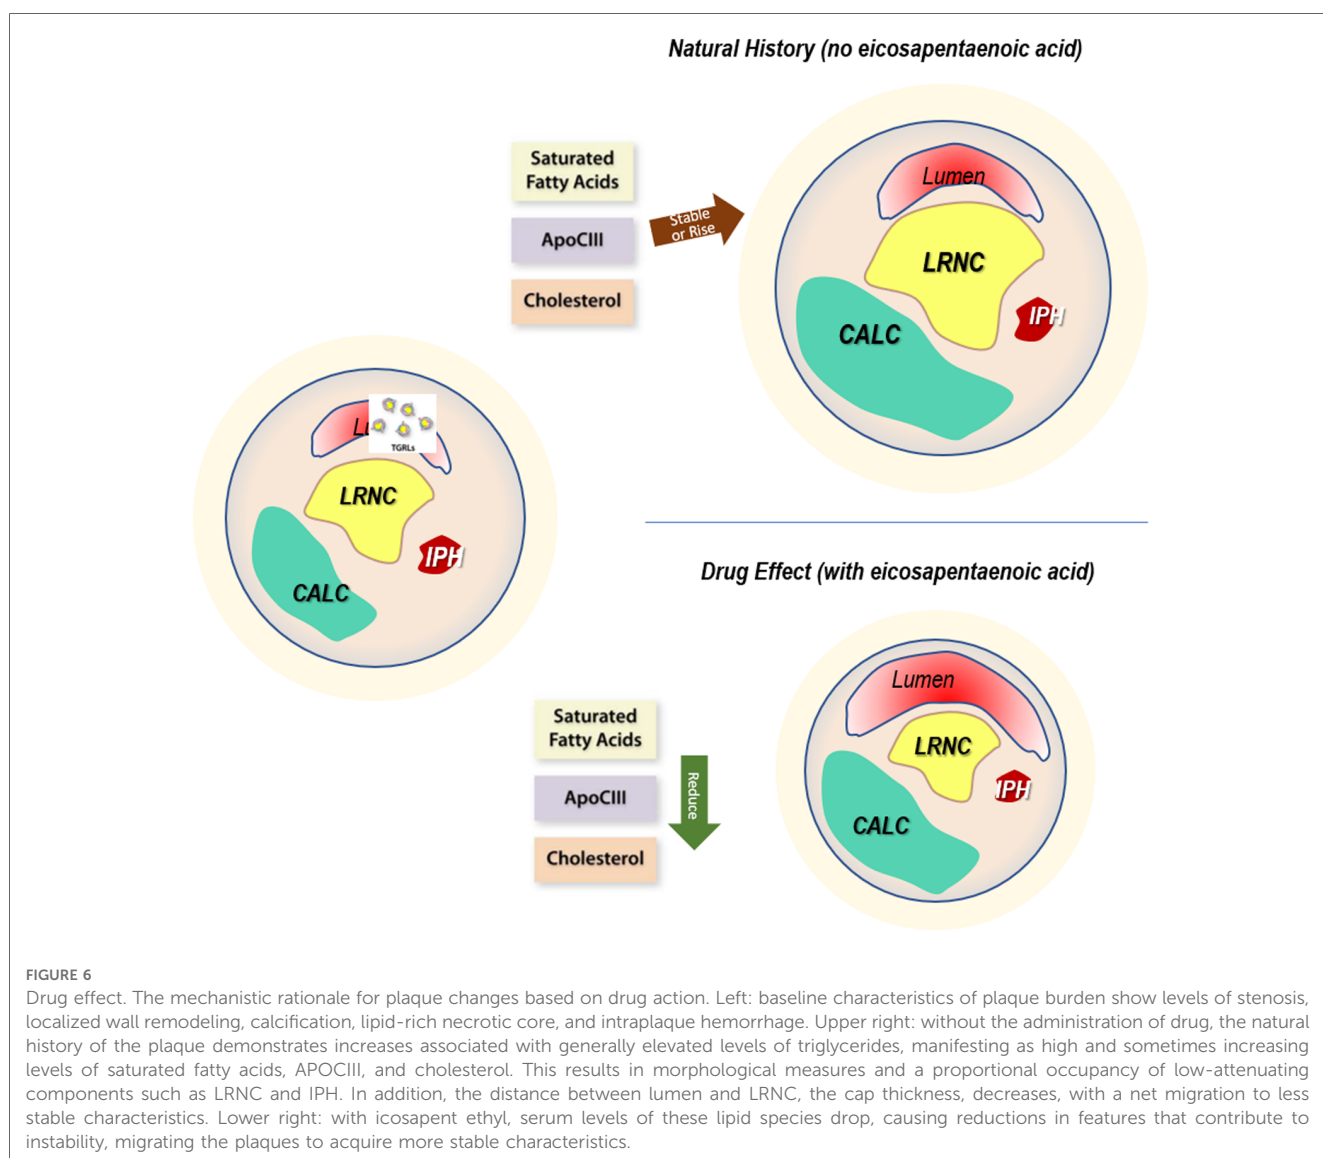 Natural History (no eicosapentaenoic acid)
Saturated
Fatty Acids
ApoCIII
Cholesterol
Stable
or Rise
Lumen
LRNC
IPH
CALC
Lu
TGRLs
LRNC
IPH
CALC
Drug Effect (with eicosapentaenoic acid)
Saturated
Fatty Acids
ApoCIII
Cholesterol
Reduce
Lumen
LRNC
IPH
CALC
FIGURE 6
Drug effect. The mechanistic rationale for plaque changes based on drug action. Left: baseline characteristics of plaque burden show levels of stenosis,
localized wall remodeling, calcification, lipid-rich necrotic core, and intraplaque hemorrhage. Upper right: without the administration of drug, the natural
history of the plaque demonstrates increases associated with generally elevated levels of triglycerides, manifesting as high and sometimes increasing
levels of saturated fatty acids, APOCIII, and cholesterol. This results in morphological measures and a proportional occupancy of low-attenuating
components such as LRNC and IPH. In addition, the distance between lumen and LRNC, the cap thickness, decreases, with a net migration to less
stable characteristics. Lower right: with icosapent ethyl, serum levels of these lipid species drop, causing reductions in features that contribute to
instability, migrating the plaques to acquire more stable characteristics.